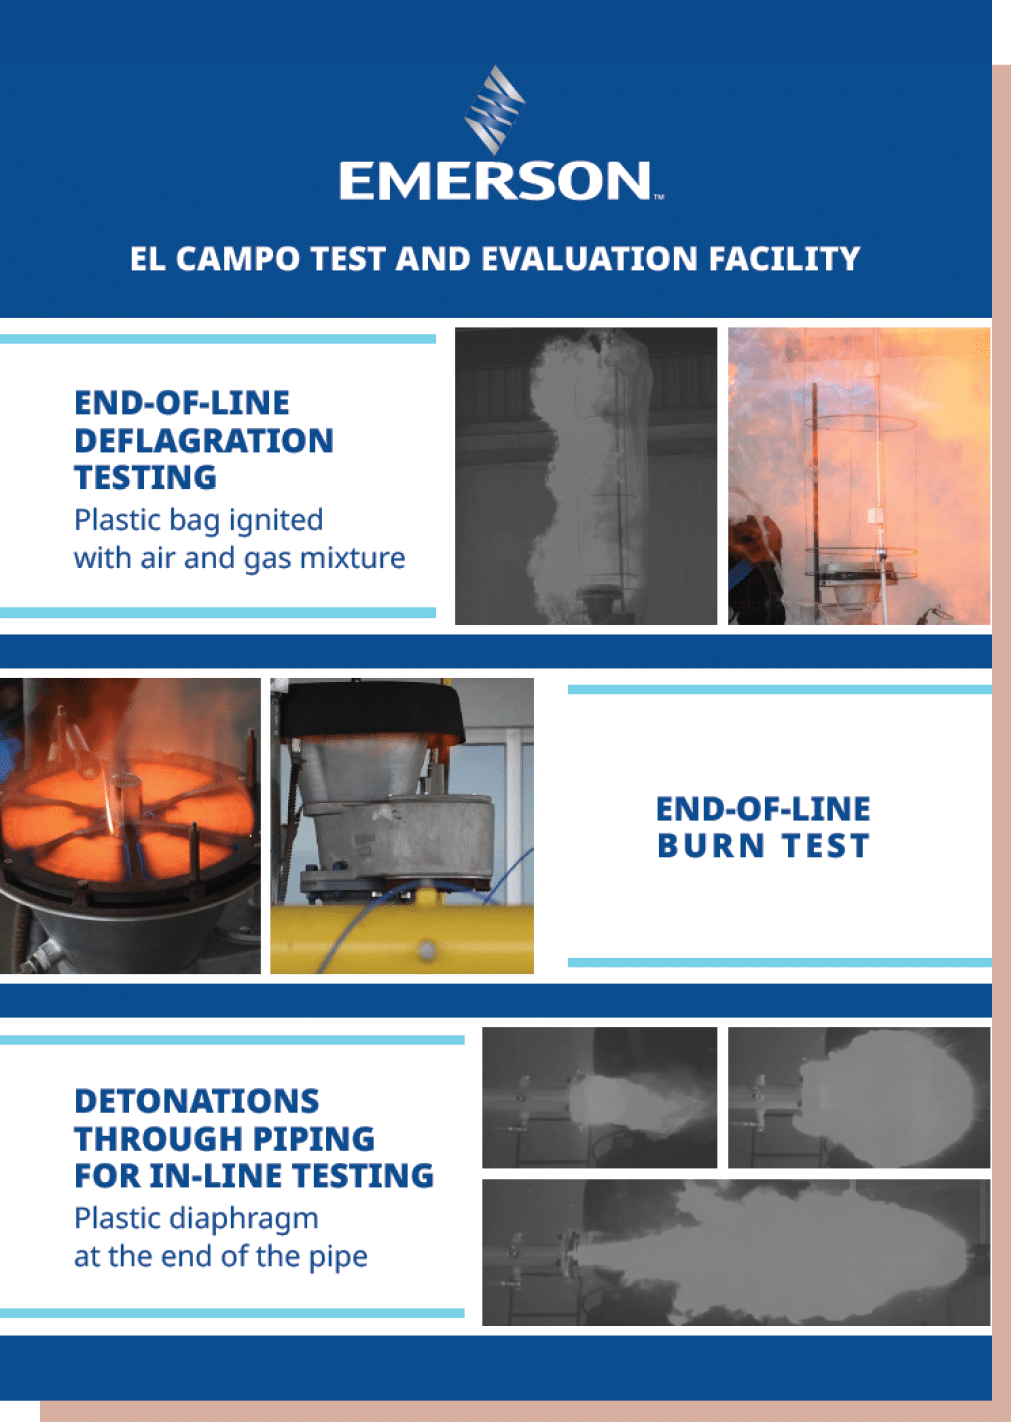 EMERSON™
EL CAMPO TEST AND EVALUATION FACILITY
END-OF-LINE
DEFLAGRATION
TESTING
Plastic bag ignited
with air and gas mixture
END-OF-LINE
BURN TEST
DETONATIONS
THROUGH PIPING
FOR IN-LINE TESTING
Plastic diaphragm
at the end of the pipe